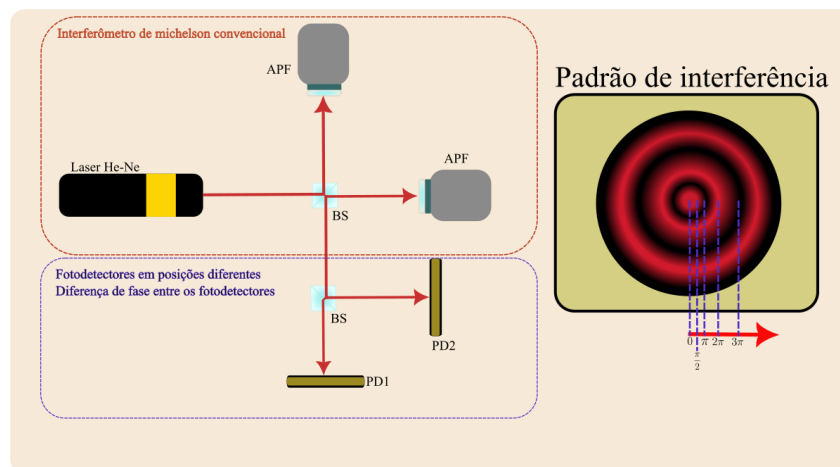 Interferômetro de michelson convencional
APF
Padrão de interferência
Laser He-Ne
APF
BS
Fotodetectores em posições diferentes
Diferença de fase entre os fotodetectores
BS
PD2
PD1
0 π/2 π 2π 3π